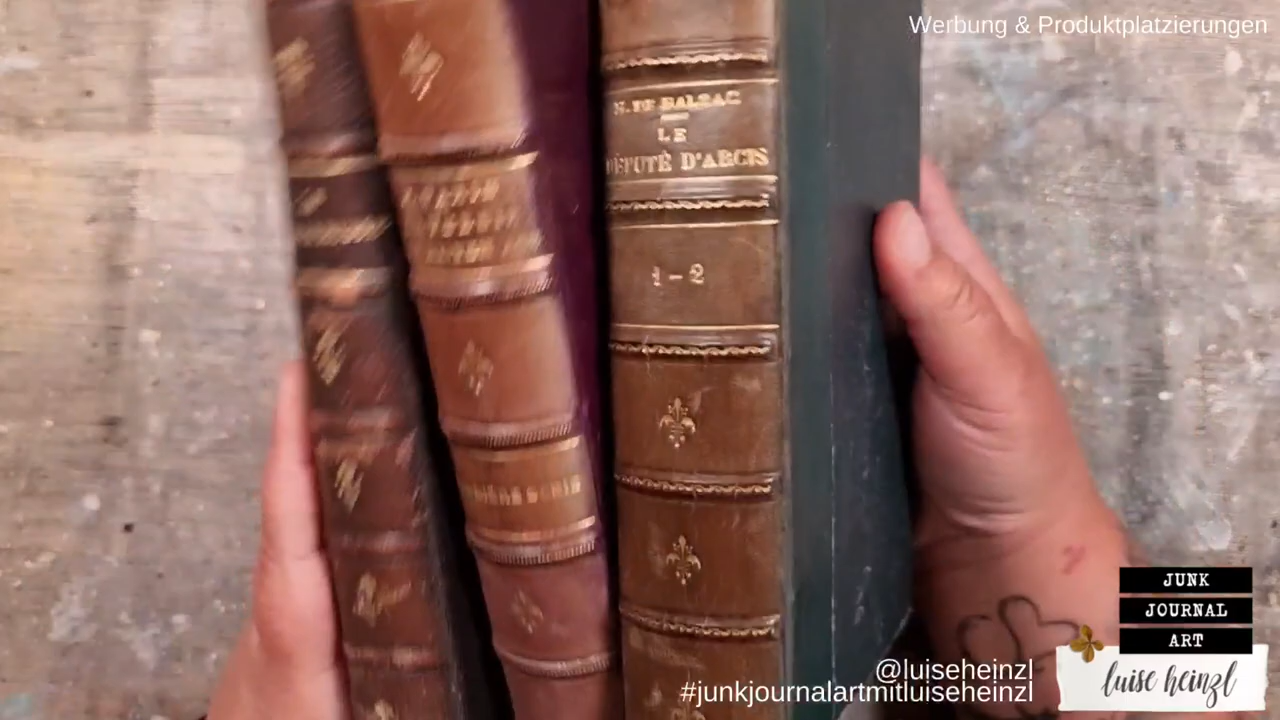 Werbung & Produktplatzierungen
H. DE BALZAC
LE
DÉPUTÉ D'ARCIS
1-2
JUNK
JOURNAL
ART
luise heinzl
@luiseheinzl
#junkjournalartmitluiseheinzl